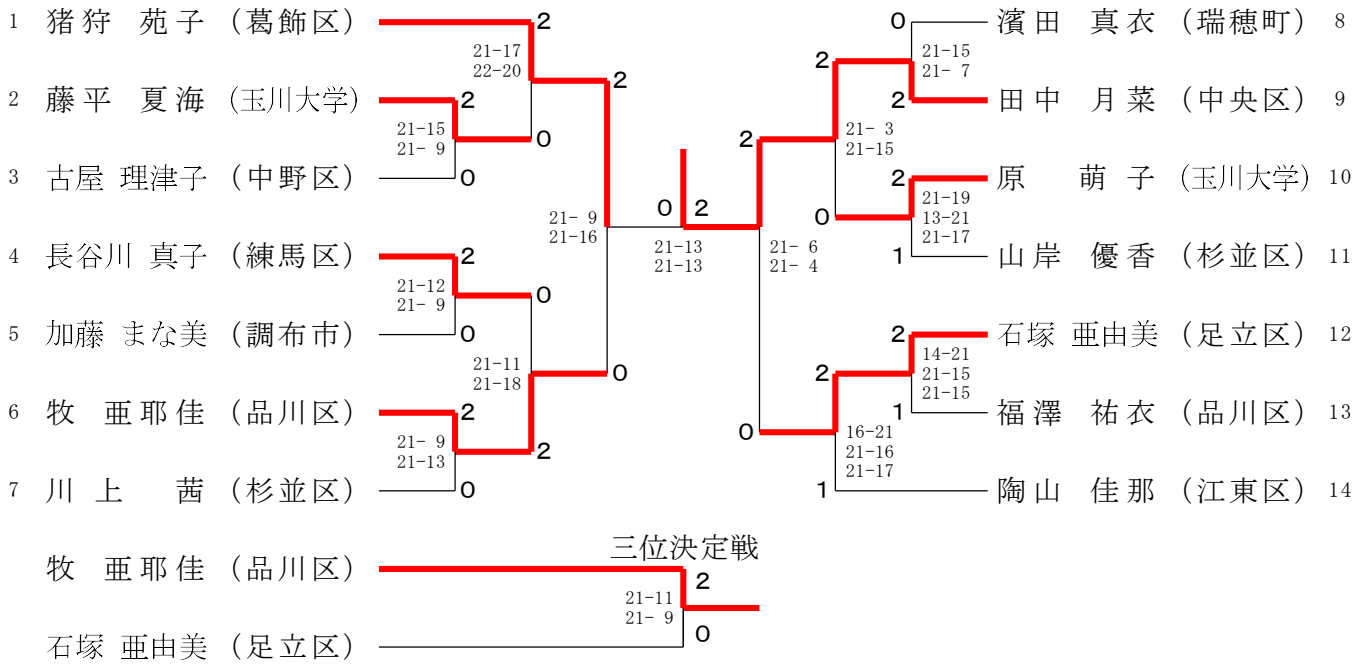 1 猪狩 苑子 (葛飾区) 2 0 濱田 真衣 (瑞穂町) 8
21-17 21-15
22-20 21- 7
2 2
2 藤平 夏海 (玉川大学) 2 2 田中 月菜 (中央区) 9
21-15 21- 3
21- 9 0 2 21-15
3 古屋 理津子 (中野区) 0 2 原 萌子 (玉川大学) 10
21-19
0 2 0 13-21
21- 9 21-17
21-16 21-13 21- 6
21-13 21- 4
4 長谷川 真子 (練馬区) 2 1 山岸 優香 (杉並区) 11
21-12
21- 9 0
5 加藤 まな美 (調布市) 0 2 石塚 亜由美 (足立区) 12
14-21
21-11 21-15
21-18 0 2 21-15
6 牧 亜耶佳 (品川区) 2 1 福澤 祐衣 (品川区) 13
21- 9 0 16-21
21-13 2 21-16
21-17
7 川上 茜 (杉並区) 0 1 陶山 佳那 (江東区) 14
三位決定戦
牧 亜耶佳 (品川区) 2
21-11
21- 9
0
石塚 亜由美 (足立区)